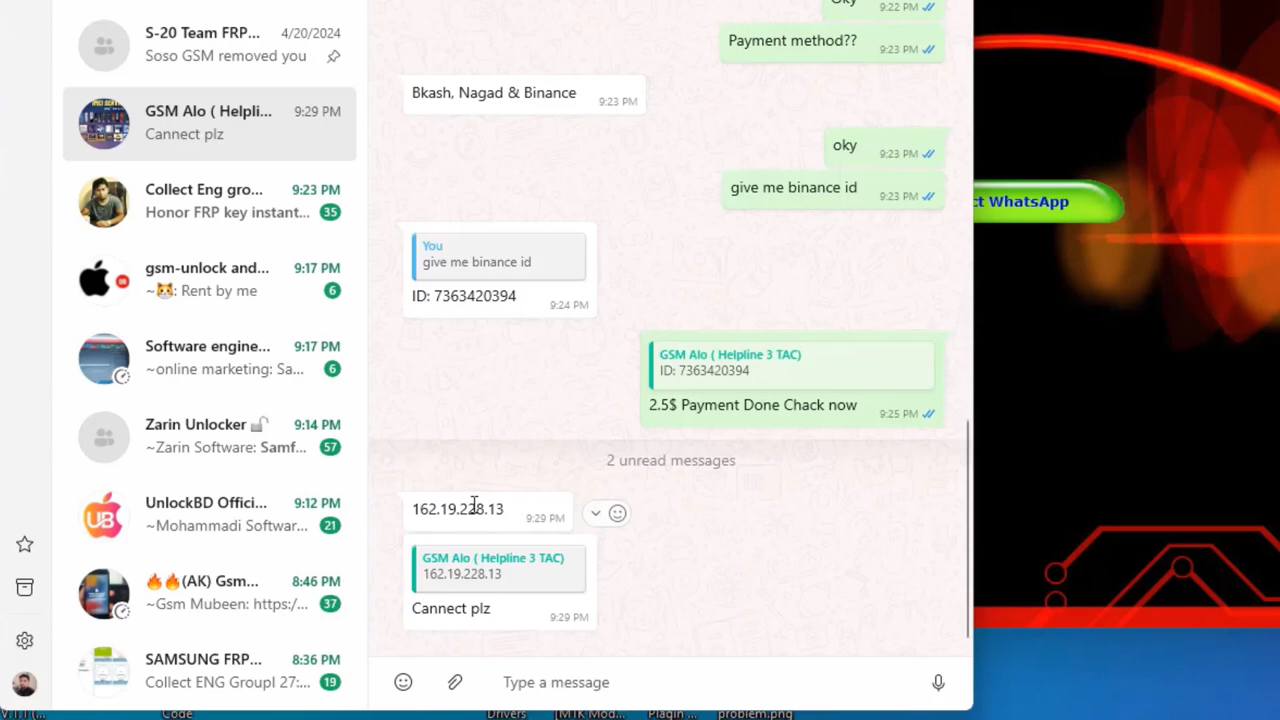 S-20 Team FRP... 4/20/2024
Soso GSM removed you
GSM Alo ( Helpli... 9:29 PM
Cannect plz
Collect Eng gro... 9:23 PM
Honor FRP key instant... 35
gsm-unlock and... 9:17 PM
~🐱: Rent by me 6
Software engine... 9:17 PM
~online marketing: Sa... 6
Zarin Unlocker 🔓 9:14 PM
~Zarin Software: Samf... 57
UnlockBD Offici... 9:12 PM
~Mohammadi Softwar... 21
🔥🔥(AK) Gsm... 8:46 PM
~Gsm Mubeen: https:/... 37
SAMSUNG FRP... 8:36 PM
Collect ENG Groupl 27:... 19
UB
9:22 PM
Payment method?? 9:23 PM
Bkash, Nagad & Binance 9:23 PM
oky 9:23 PM
give me binance id 9:23 PM
You
give me binance id
ID: 7363420394 9:24 PM
GSM Alo ( Helpline 3 TAC)
ID: 7363420394
2.5$ Payment Done Chack now 9:25 PM
2 unread messages
162.19.228.13 9:29 PM
GSM Alo ( Helpline 3 TAC)
162.19.228.13
Cannect plz 9:29 PM
Type a message
ct WhatsApp
Code
Drivers
[MTK Mod...
Plagin ...
problem.png